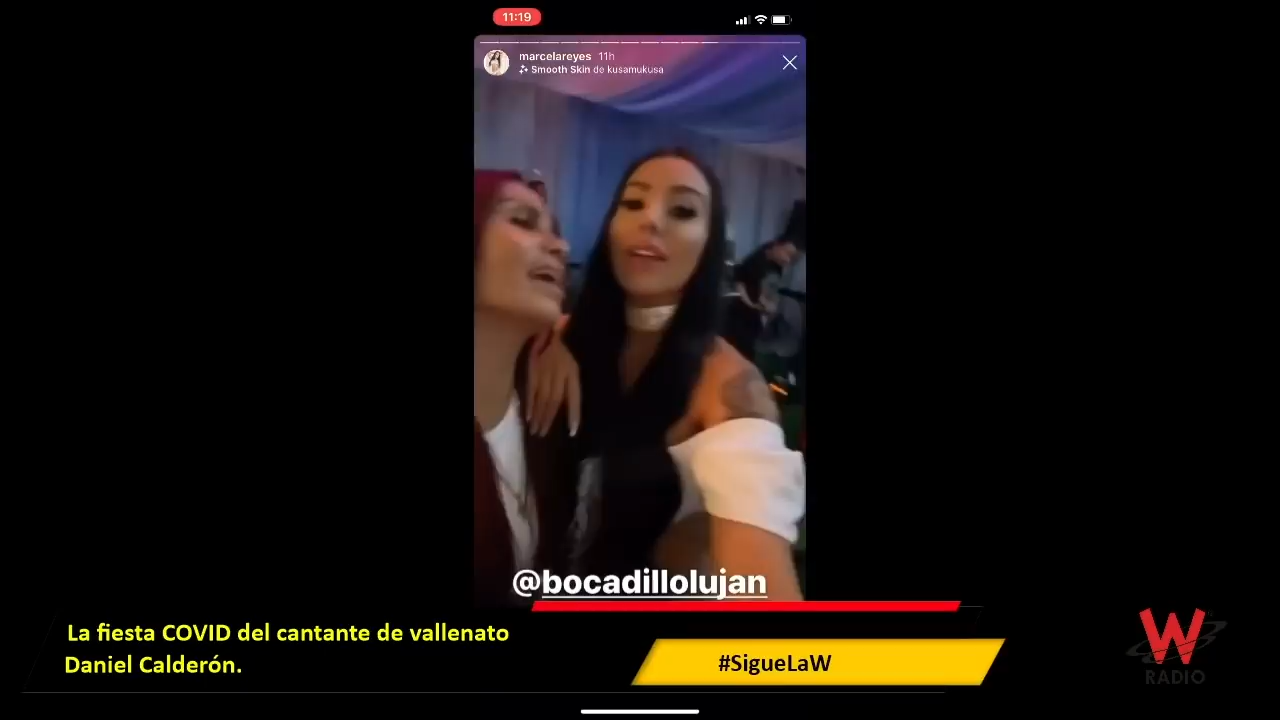 11:19
marcelareyes 11h
Smooth Skin de kusamukusa
@bocadillolujan
La fiesta COVID del cantante de vallenato
Daniel Calderón.
#SigueLaW
W
RADIO